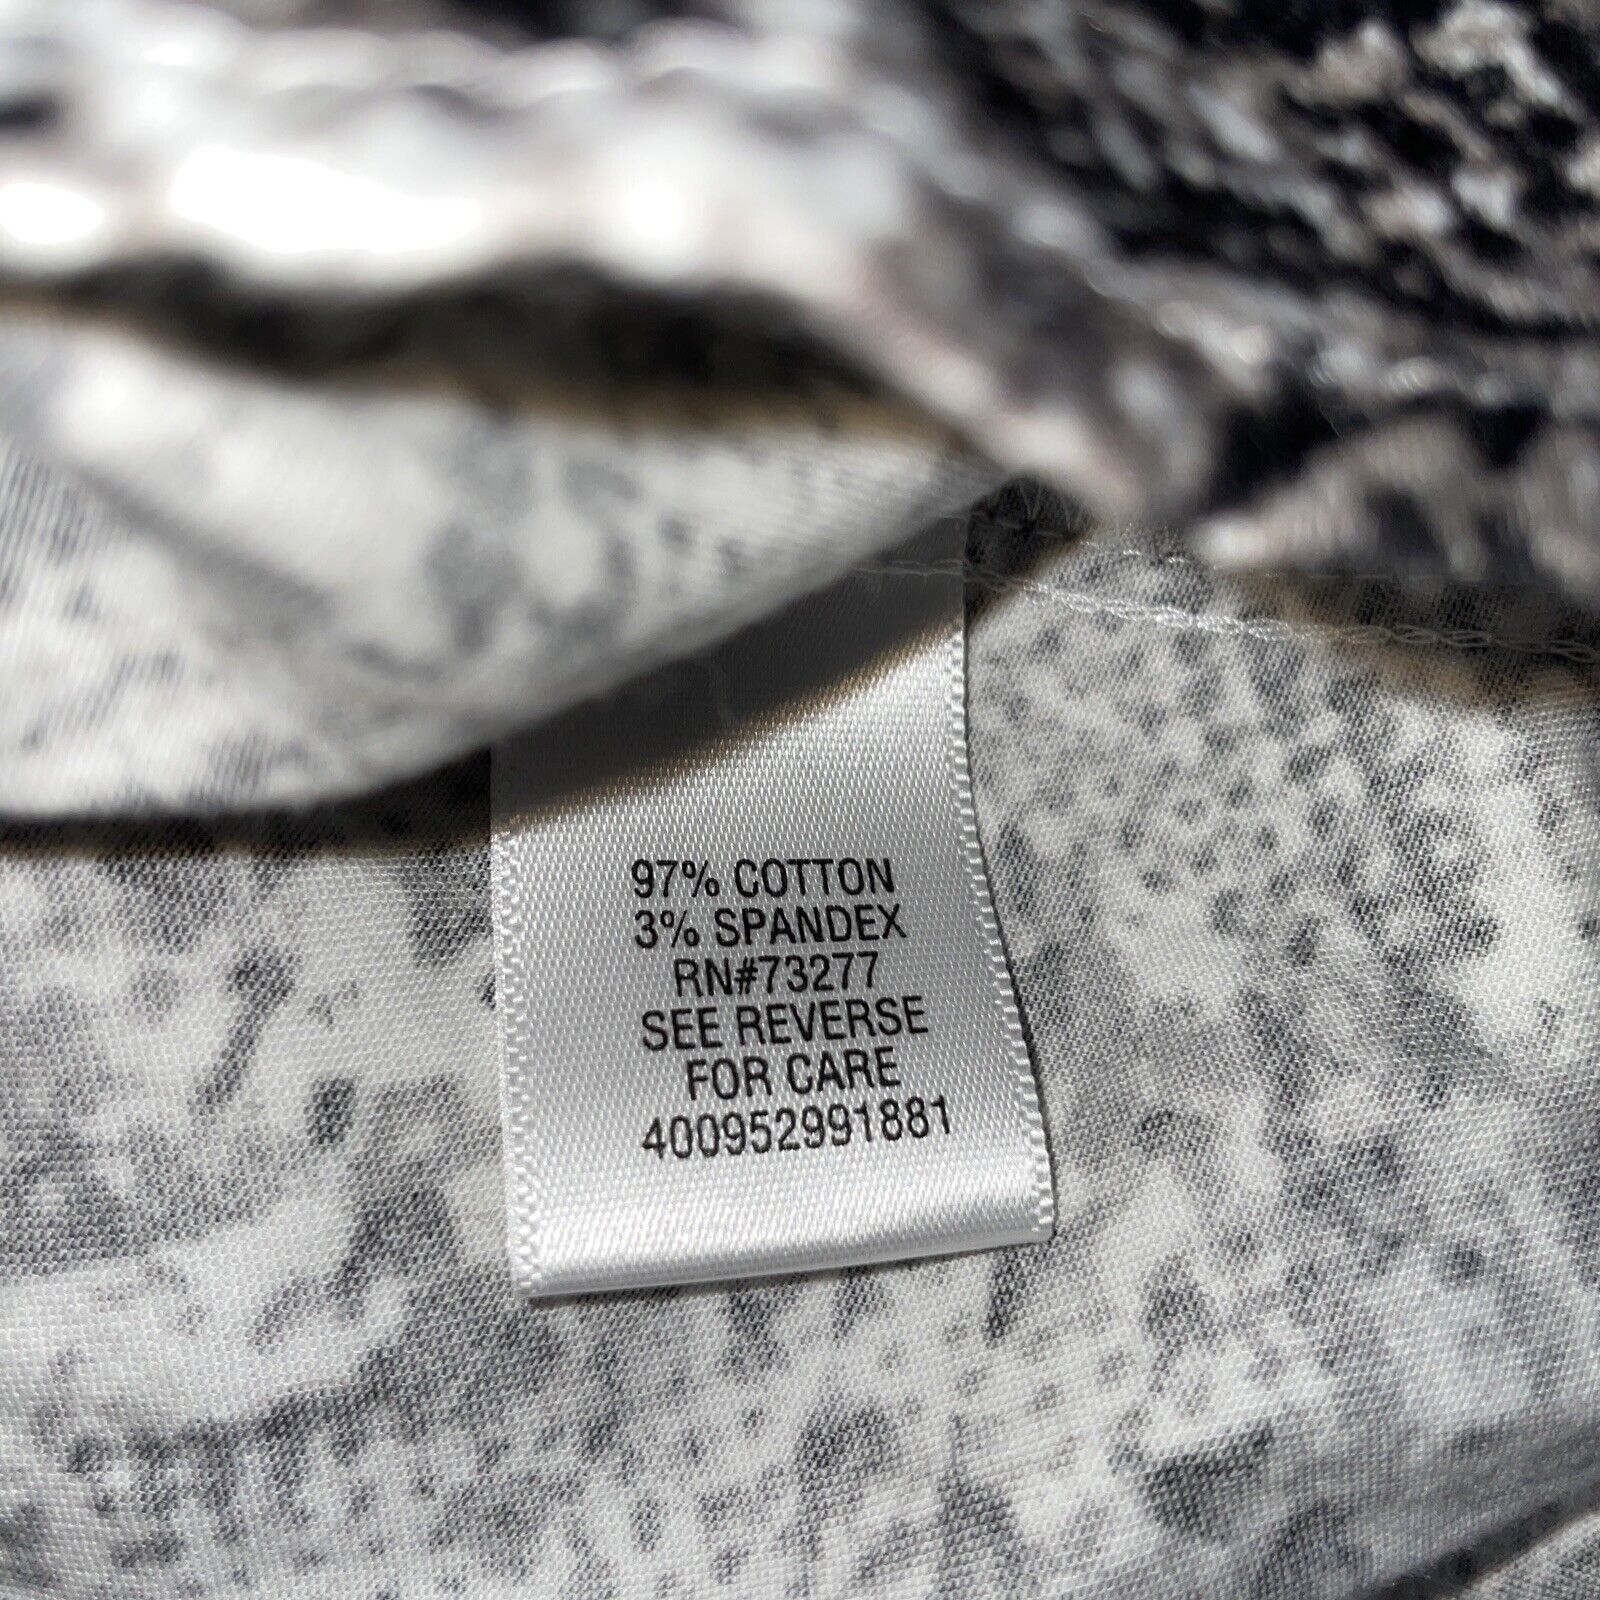 97% COTTON
3% SPANDEX
RN#73277
SEE REVERSE
FOR CARE
400952991881